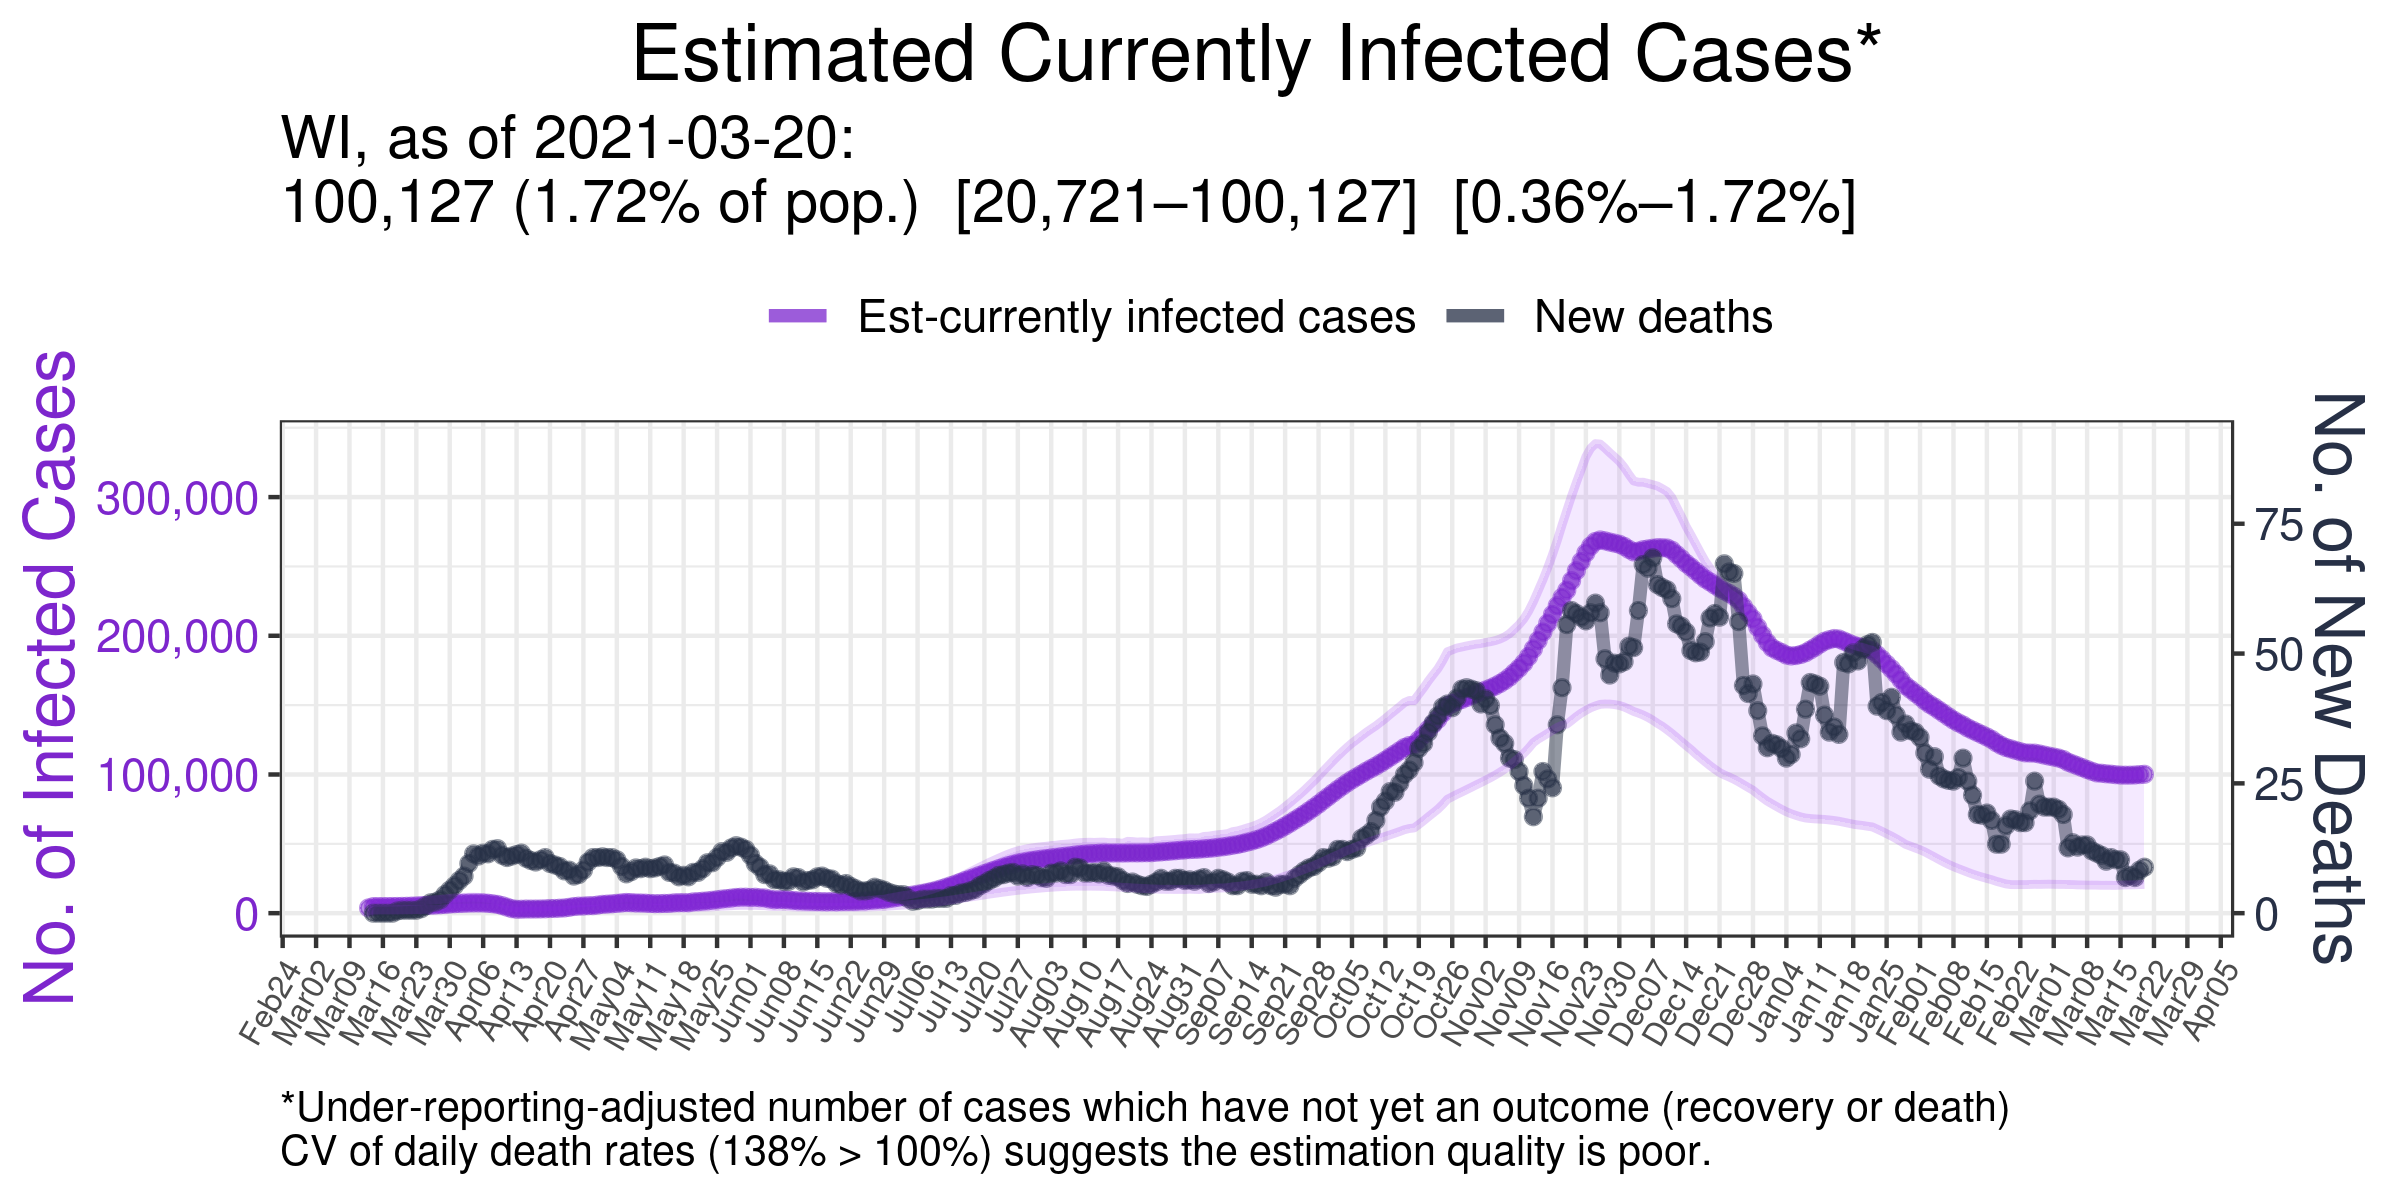 Estimated Currently Infected Cases*
WI, as of 2021-03-20:
100,127 (1.72% of pop.)  [20,721–100,127]  [0.36%–1.72%]
Est-currently infected cases
New deaths
No. of Infected Cases
300,000
200,000
100,000
0
75
50
25
0
No. of New Deaths
Feb24
Mar02
Mar09
Mar16
Mar23
Mar30
Apr06
Apr13
Apr20
Apr27
May04
May11
May18
May25
Jun01
Jun08
Jun15
Jun22
Jun29
Jul06
Jul13
Jul20
Jul27
Aug03
Aug10
Aug17
Aug24
Aug31
Sep07
Sep14
Sep21
Sep28
Oct05
Oct12
Oct19
Oct26
Nov02
Nov09
Nov16
Nov23
Nov30
Dec07
Dec14
Dec21
Dec28
Jan04
Jan11
Jan18
Jan25
Feb01
Feb08
Feb15
Feb22
Mar01
Mar08
Mar15
Mar22
Mar29
Apr05
*Under-reporting-adjusted number of cases which have not yet an outcome (recovery or death)
CV of daily death rates (138% > 100%) suggests the estimation quality is poor.